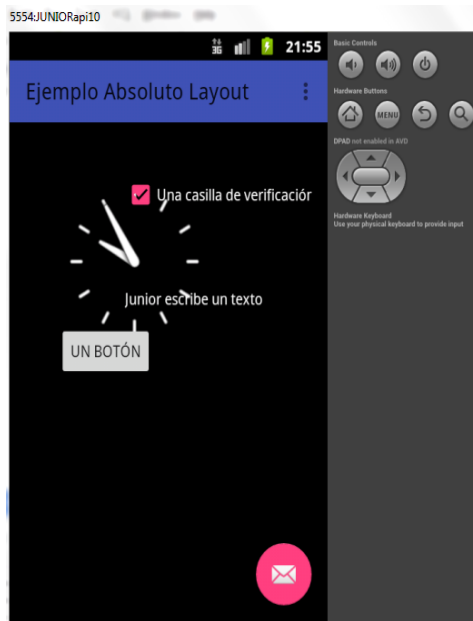 5554:JUNIORapi10
3G 21:55
Ejemplo Absoluto Layout
Una casilla de verificaciór
Junior escribe un texto
UN BOTÓN
Basic Controls
Hardware Buttons
MENU
DPAD not enabled in AVD
Hardware Keyboard
Use your physical keyboard to provide input